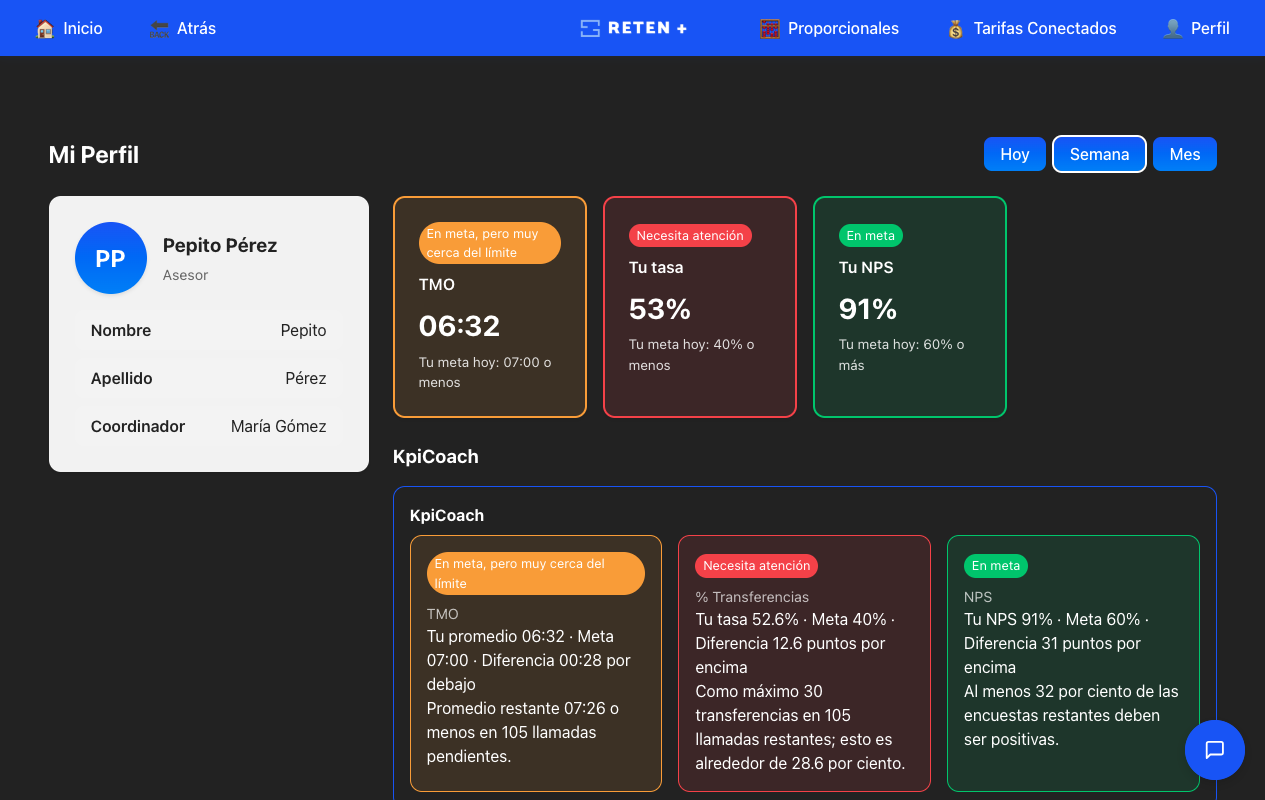 Inicio
Atrás
RETEN +
Proporcionales
Tarifas Conectados
Perfil
Mi Perfil
Hoy
Semana
Mes
PP
Pepito Pérez
Asesor
Nombre
Pepito
Apellido
Pérez
Coordinador
María Gómez
En meta, pero muy
cerca del límite
TMO
06:32
Tu meta hoy: 07:00 o
menos
Necesita atención
Tu tasa
53%
Tu meta hoy: 40% o
menos
En meta
Tu NPS
91%
Tu meta hoy: 60% o
más
KpiCoach
KpiCoach
En meta, pero muy cerca del
límite
TMO
Tu promedio 06:32 · Meta
07:00 · Diferencia 00:28 por
debajo
Promedio restante 07:26 o
menos en 105 llamadas
pendientes.
Necesita atención
% Transferencias
Tu tasa 52.6% · Meta 40% ·
Diferencia 12.6 puntos por
encima
Como máximo 30
transferencias en 105
llamadas restantes; esto es
alrededor de 28.6 por ciento.
En meta
NPS
Tu NPS 91% · Meta 60% ·
Diferencia 31 puntos por
encima
Al menos 32 por ciento de las
encuestas restantes deben
ser positivas.